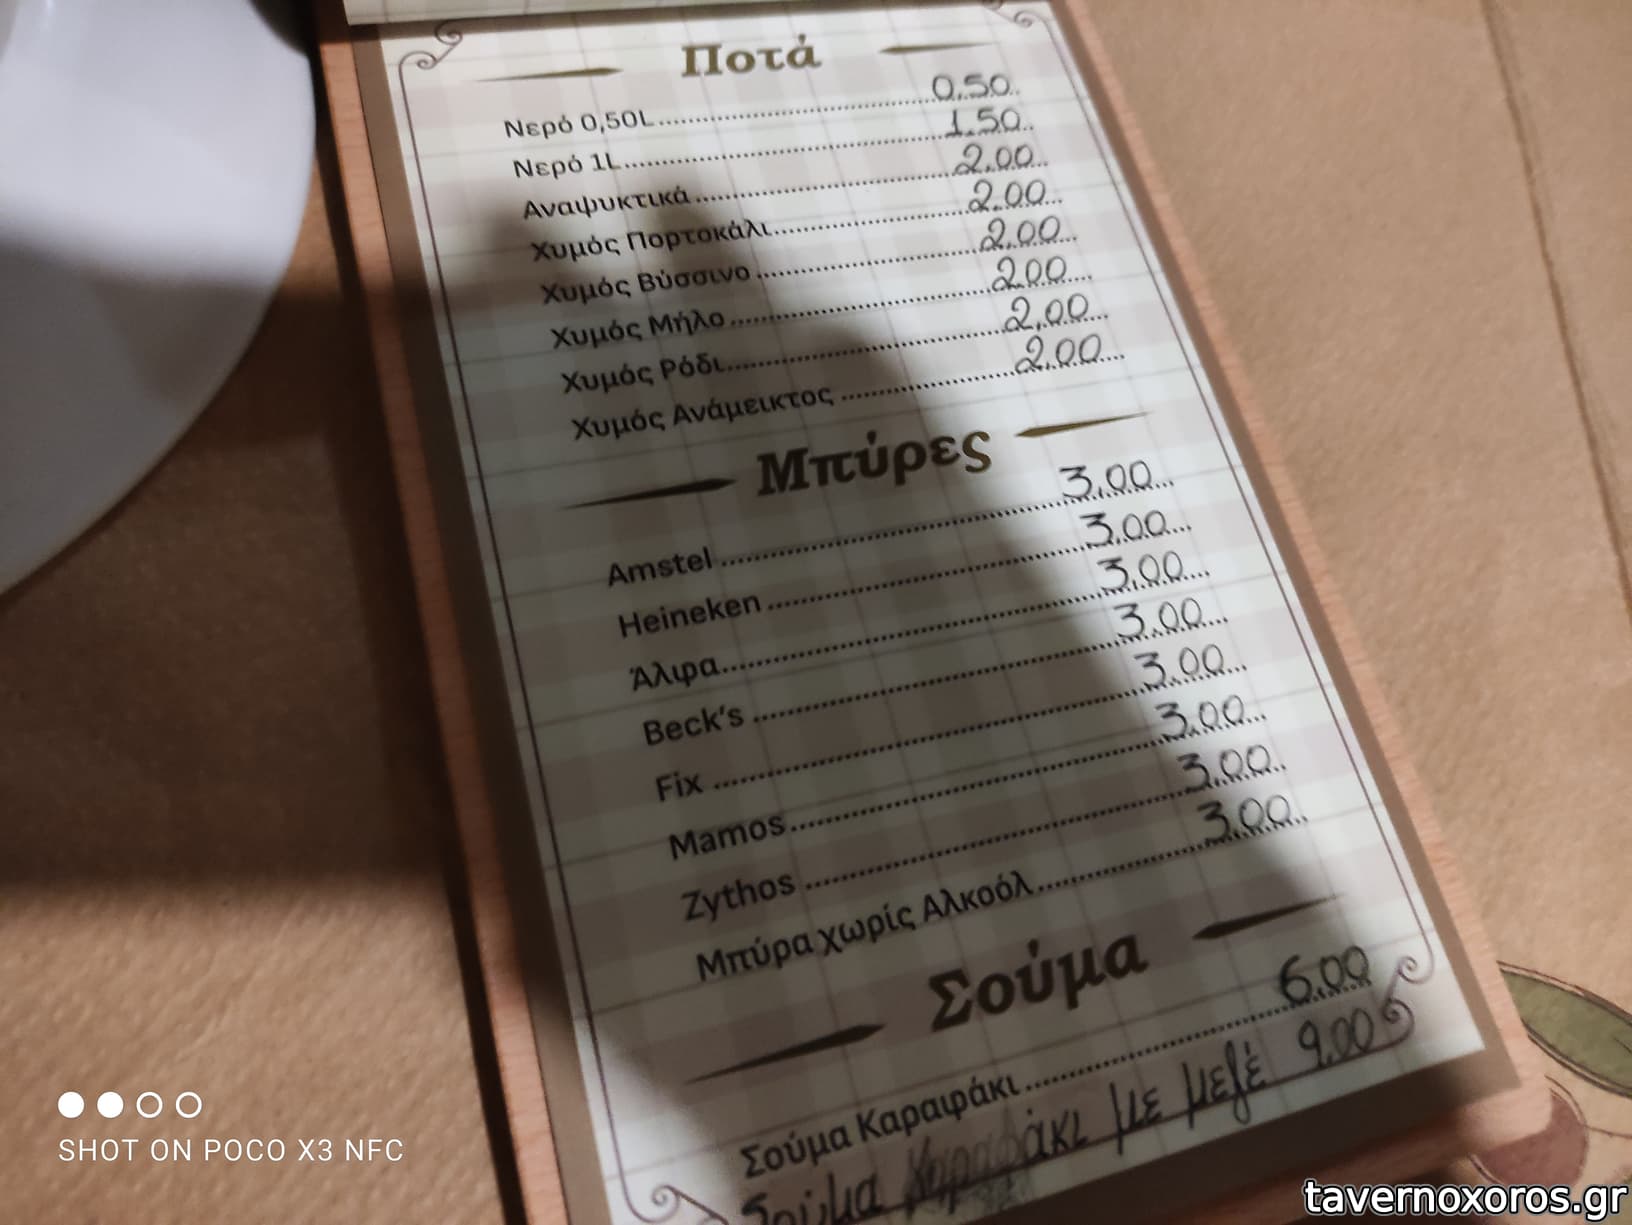 Ποτά
Νερό 0,50L 0.50
Νερό 1L 1.50
Αναψυκτικά 2.00
Χυμός Πορτοκάλι 2.00
Χυμός Βύσσινο 2.00
Χυμός Μήλο 2.00
Χυμός Ρόδι 2.00
Χυμός Ανάμεικτος 2.00
Μπύρες
Amstel 3.00
Heineken 3.00
Άλφα 3.00
Beck's 3.00
Fix 3.00
Mamos 3.00
Zythos 3.00
Μπύρα χωρίς Αλκοόλ 3.00
Σούμα
Σούμα Καραφάκι 6.00
Σούμα Καραφάκι με μεζέ 9.00
SHOT ON POCO X3 NFC
tavernoxoros.gr